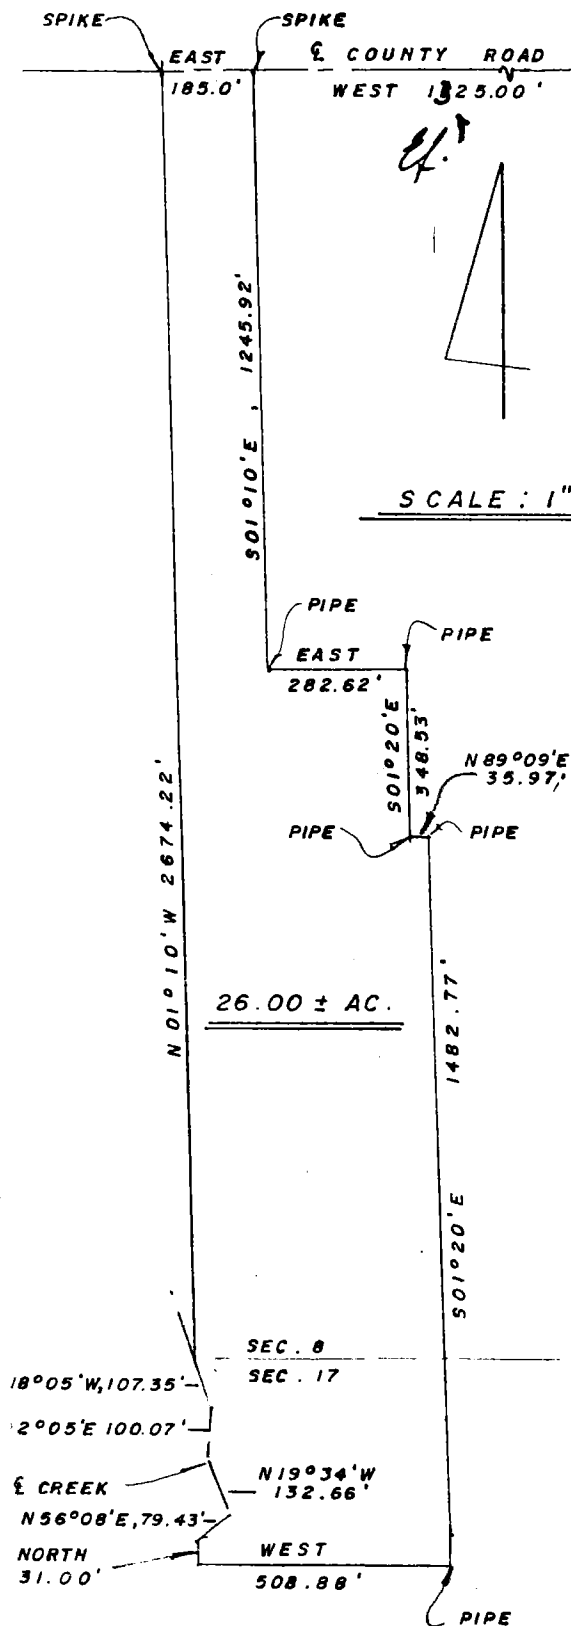 SPIKE
SPIKE
EAST
185.0'
℄ COUNTY ROAD
WEST 1325.00'
S01°10'E, 1245.92'
SCALE: 1"
PIPE
PIPE
EAST
282.62'
S01°20'E
348.53'
N89°09'E
35.97'
PIPE
PIPE
N01°10'W 2674.22'
26.00 ± AC.
1482.77'
S01°20'E
SEC. 8
SEC. 17
18°05'W, 107.35'
2°05'E 100.07'
℄ CREEK
N19°34'W
132.66'
N56°08'E, 79.43'
NORTH
31.00'
WEST
508.88'
PIPE